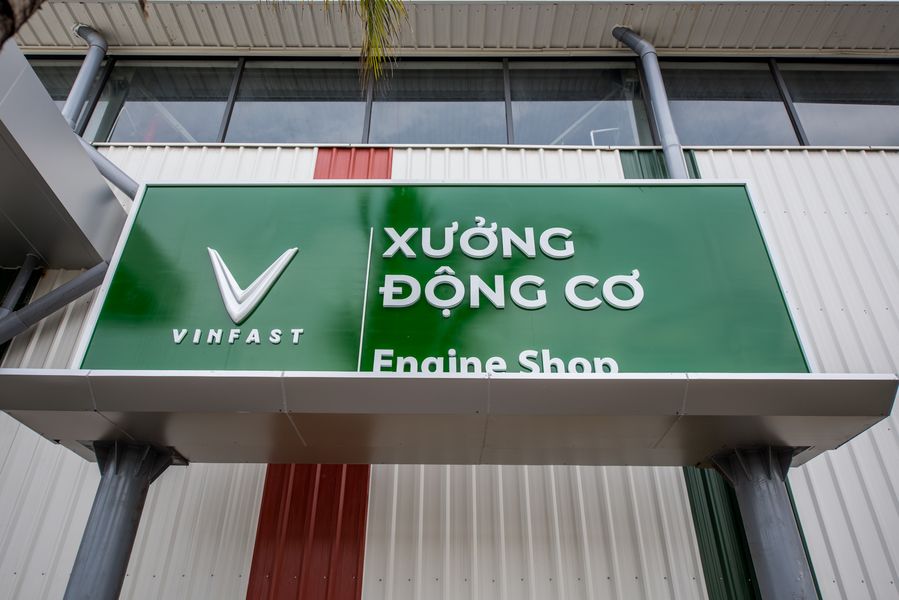 VINFAST
XƯỞNG
ĐỘNG CƠ
Engine Shop